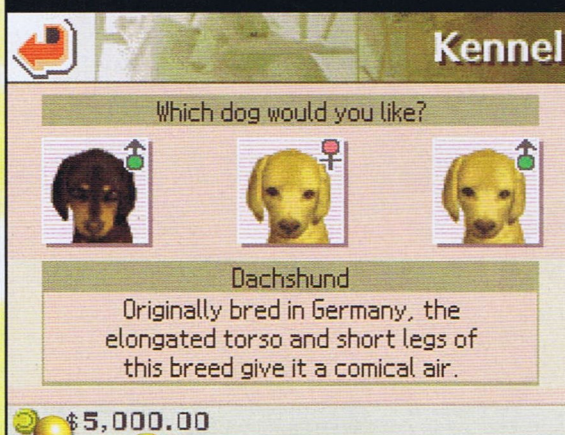 Kennel
Which dog would you like?
Dachshund
Originally bred in Germany, the
elongated torso and short legs of
this breed give it a comical air.
$5,000.00